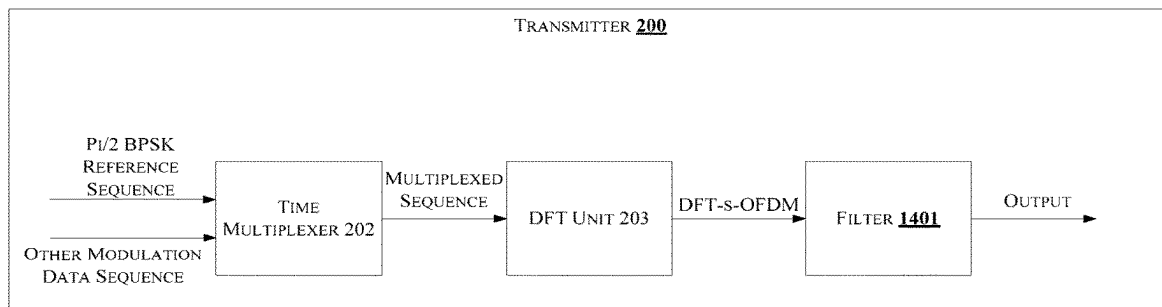 TRANSMITTER 200
PI/2 BPSK
REFERENCE
SEQUENCE
OTHER MODULATION
DATA SEQUENCE
TIME
MULTIPLEXER 202
MULTIPLEXED
SEQUENCE
DFT UNIT 203
DFT-S-OFDM
FILTER 1401
OUTPUT